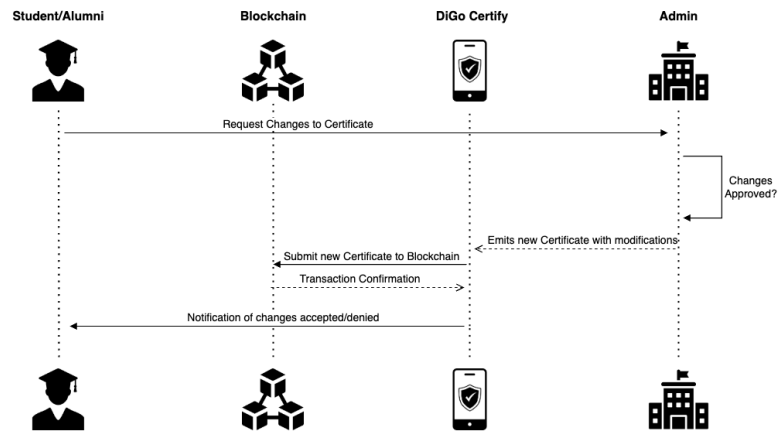 Student/Alumni
Blockchain
DiGo Certify
Admin
Request Changes to Certificate
Changes
Approved?
Emits new Certificate with modifications
Submit new Certificate to Blockchain
Transaction Confirmation
Notification of changes accepted/denied